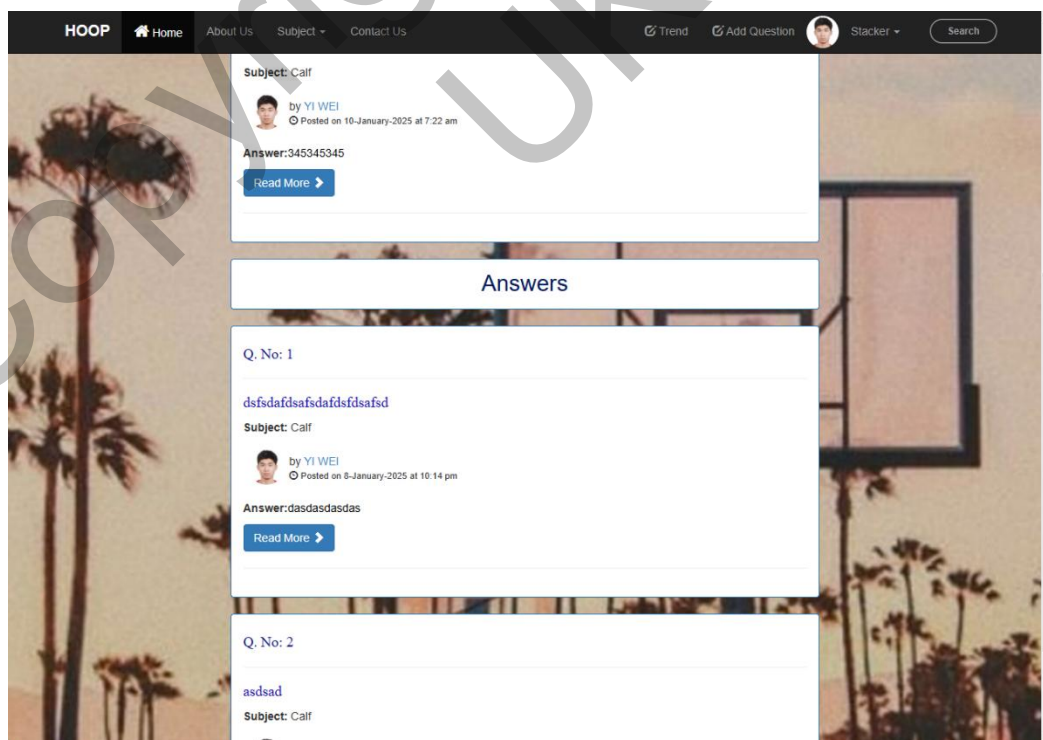 HOOP Home About Us Subject Contact Us Trend Add Question Stacker Search
Subject: Calf
by YI WEI
Posted on 10-January-2025 at 7:22 am
Answer:345345345
Read More
Answers
Q. No: 1
dsfsdafdsafsdafdsfdsafsd
Subject: Calf
by YI WEI
Posted on 8-January-2025 at 10:14 pm
Answer:dasdasdasdas
Read More
Q. No: 2
asdsad
Subject: Calf